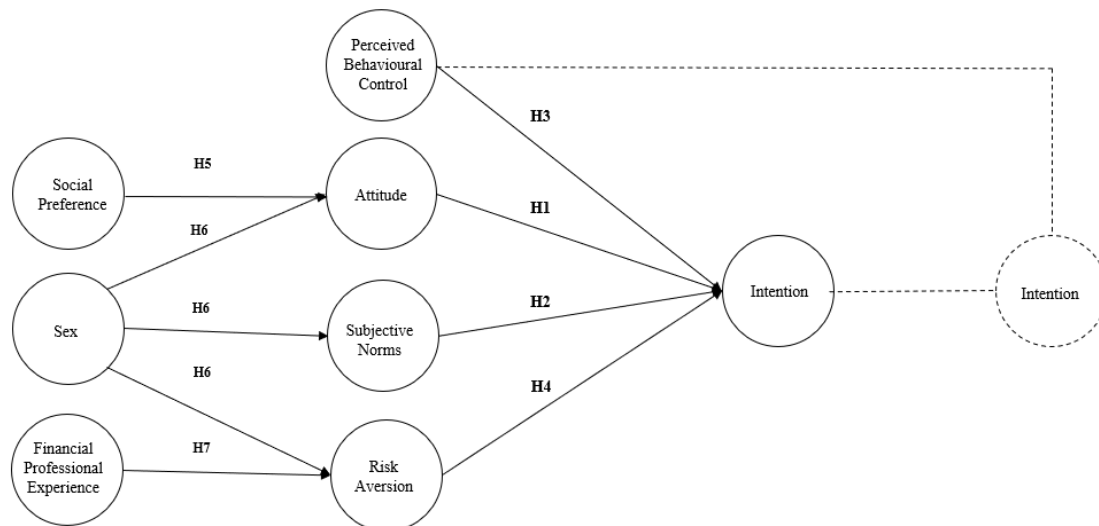 Perceived
Behavioural
Control
H3
H5
Social
Preference
Attitude
H1
H6
Sex
H6
Subjective
Norms
H2
Intention
Intention
H6
H4
Financial
Professional
Experience
H7
Risk
Aversion